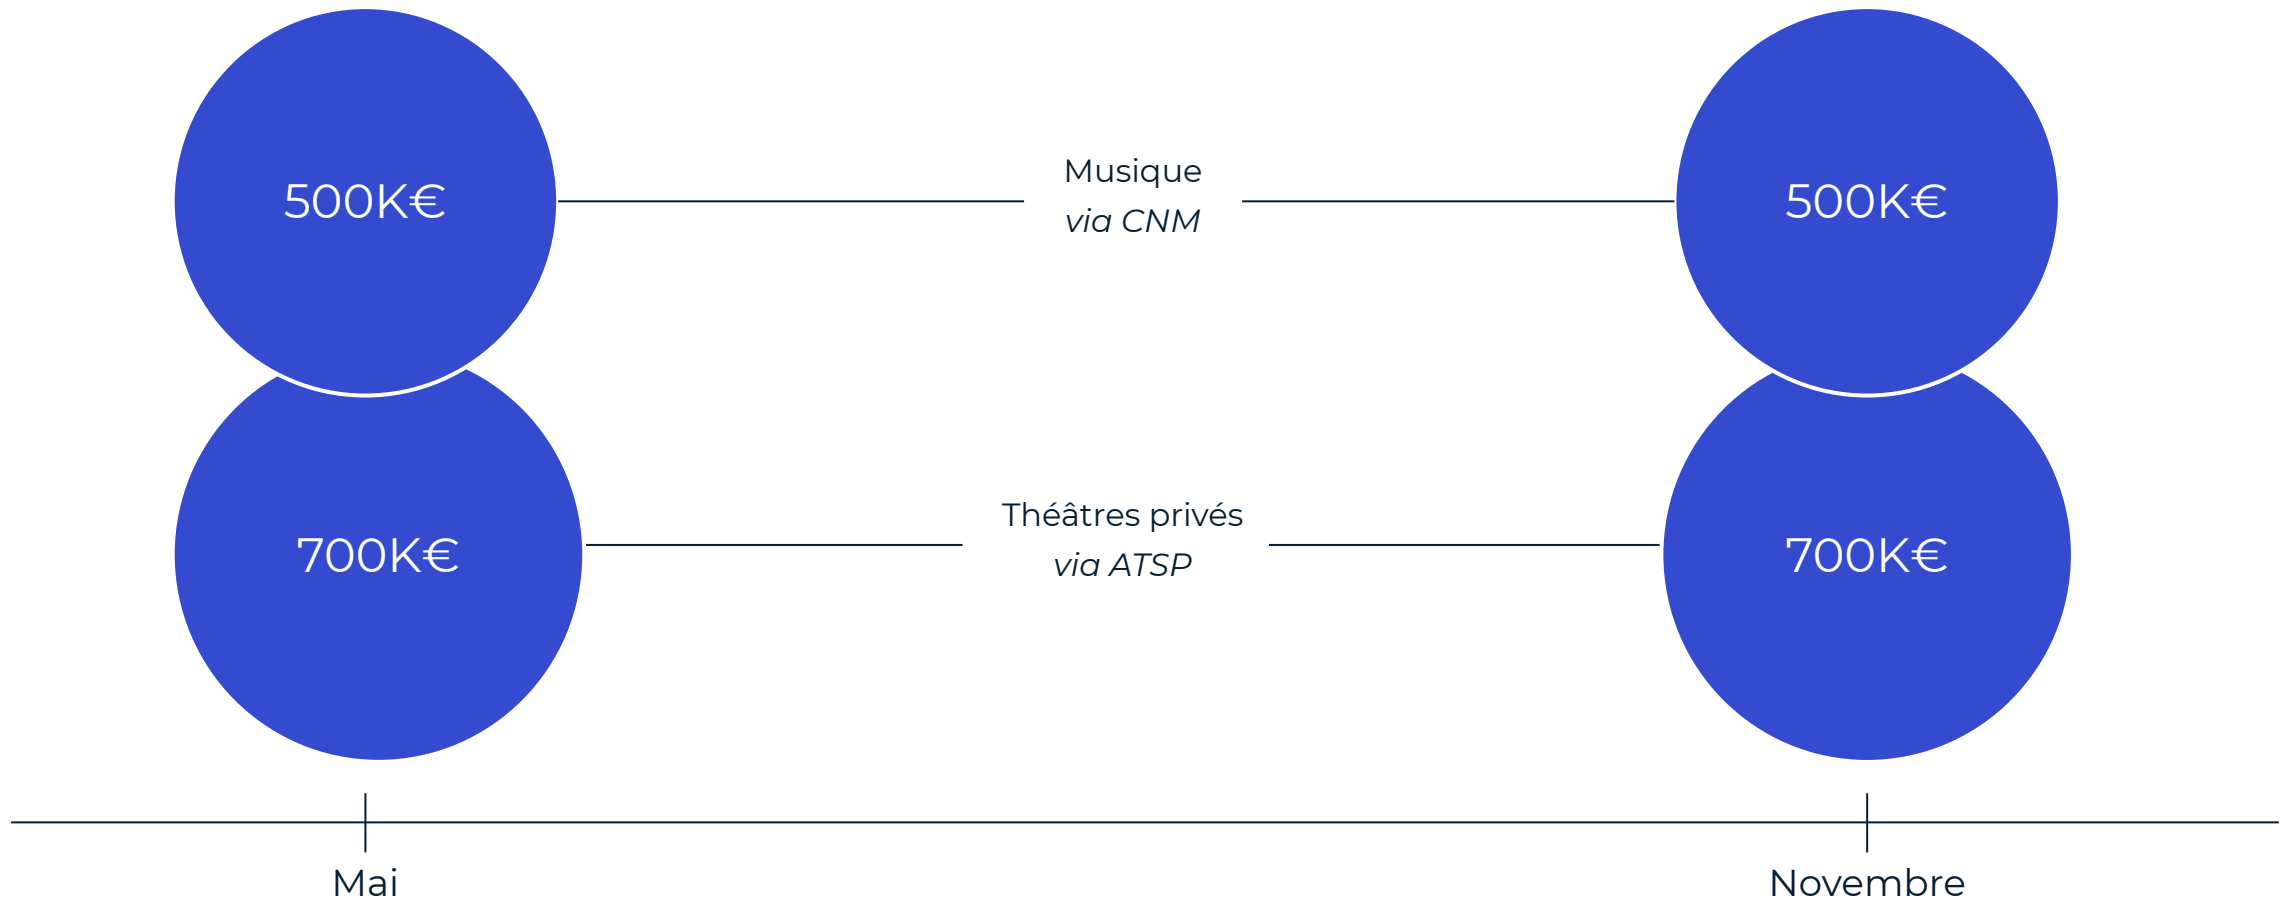 500K€
Musique
via CNM
500K€
700K€
Théâtres privés
via ATSP
700K€
Mai
Novembre